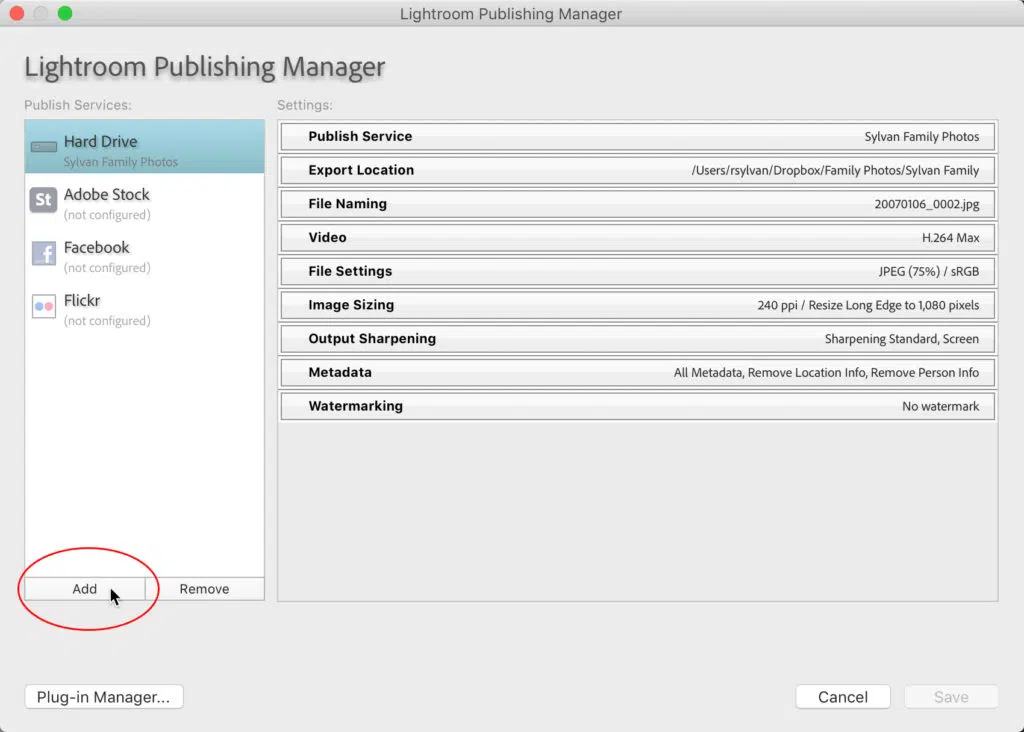 Lightroom Publishing Manager
Lightroom Publishing Manager
Publish Services:
Hard Drive
Sylvan Family Photos
St
Adobe Stock
(not configured)
f
Facebook
(not configured)
Flickr
(not configured)
Add
Remove
Settings:
Publish Service Sylvan Family Photos
Export Location /Users/rsylvan/Dropbox/Family Photos/Sylvan Family
File Naming 20070106_0002.jpg
Video H.264 Max
File Settings JPEG (75%) / sRGB
Image Sizing 240 ppi / Resize Long Edge to 1,080 pixels
Output Sharpening Sharpening Standard, Screen
Metadata All Metadata, Remove Location Info, Remove Person Info
Watermarking No watermark
Plug-in Manager...
Cancel
Save